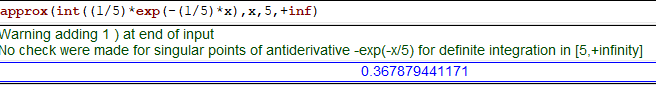 approx(int((1/5)*exp(-(1/5)*x),x,5,+inf)
Warning adding 1 ) at end of input
No check were made for singular points of antiderivative -exp(-x/5) for definite integration in [5,+infinity]
0.367879441171